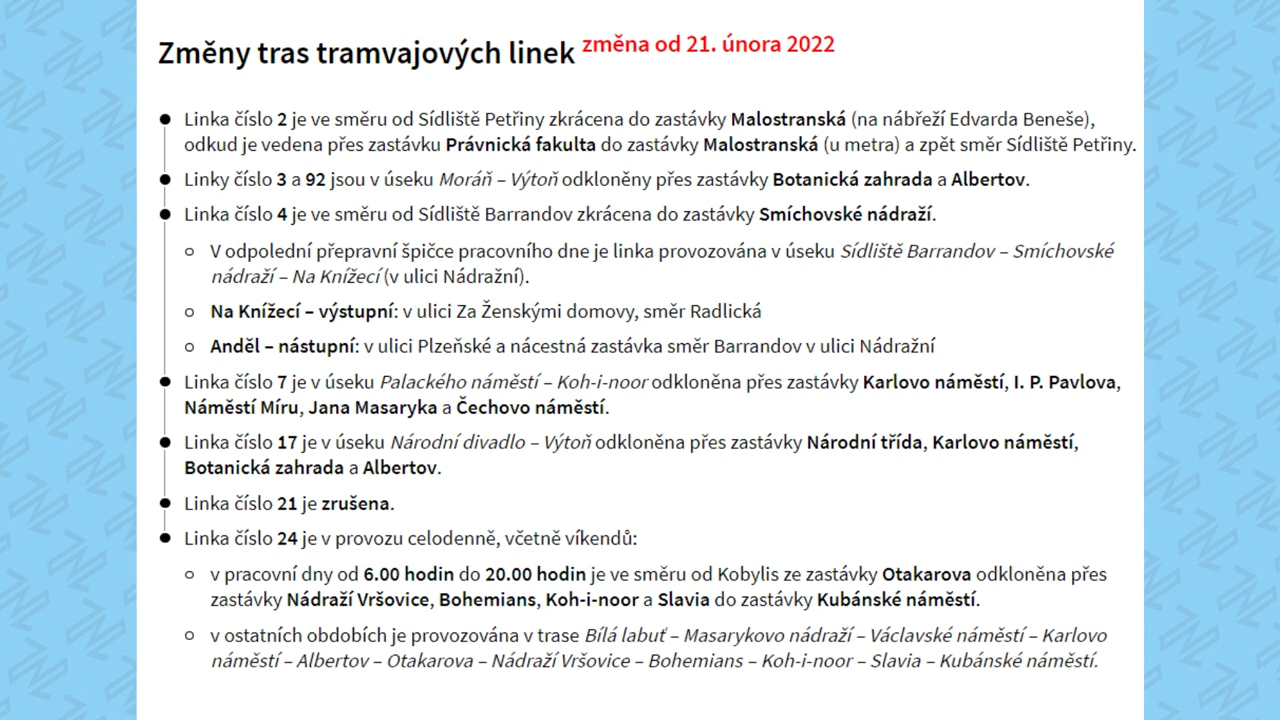 Změny tras tramvajových linek změna od 21. února 2022
Linka číslo 2 je ve směru od Sídliště Petřiny zkrácena do zastávky Malostranská (na nábřeží Edvarda Beneše),
odkud je vedena přes zastávku Právnická fakulta do zastávky Malostranská (u metra) a zpět směr Sídliště Petřiny.
Linky číslo 3 a 92 jsou v úseku Moráň – Výtoň odkloněny přes zastávky Botanická zahrada a Albertov.
Linka číslo 4 je ve směru od Sídliště Barrandov zkrácena do zastávky Smíchovské nádraží.
V odpolední přepravní špičce pracovního dne je linka provozována v úseku Sídliště Barrandov – Smíchovské
nádraží – Na Knížecí (v ulici Nádražní).
Na Knížecí – výstupní: v ulici Za Ženskými domovy, směr Radlická
Anděl – nástupní: v ulici Plzeňské a nácestná zastávka směr Barrandov v ulici Nádražní
Linka číslo 7 je v úseku Palackého náměstí – Koh-i-noor odkloněna přes zastávky Karlovo náměstí, I. P. Pavlova,
Náměstí Míru, Jana Masaryka a Čechovo náměstí.
Linka číslo 17 je v úseku Národní divadlo – Výtoň odkloněna přes zastávky Národní třída, Karlovo náměstí,
Botanická zahrada a Albertov.
Linka číslo 21 je zrušena.
Linka číslo 24 je v provozu celodenně, včetně víkendů:
v pracovní dny od 6.00 hodin do 20.00 hodin je ve směru od Kobylis ze zastávky Otakarova odkloněna přes
zastávky Nádraží Vršovice, Bohemians, Koh-i-noor a Slavia do zastávky Kubánské náměstí.
v ostatních obdobích je provozována v trase Bílá labuť – Masarykovo nádraží – Václavské náměstí – Karlovo
náměstí – Albertov – Otakarova – Nádraží Vršovice – Bohemians – Koh-i-noor – Slavia – Kubánské náměstí.